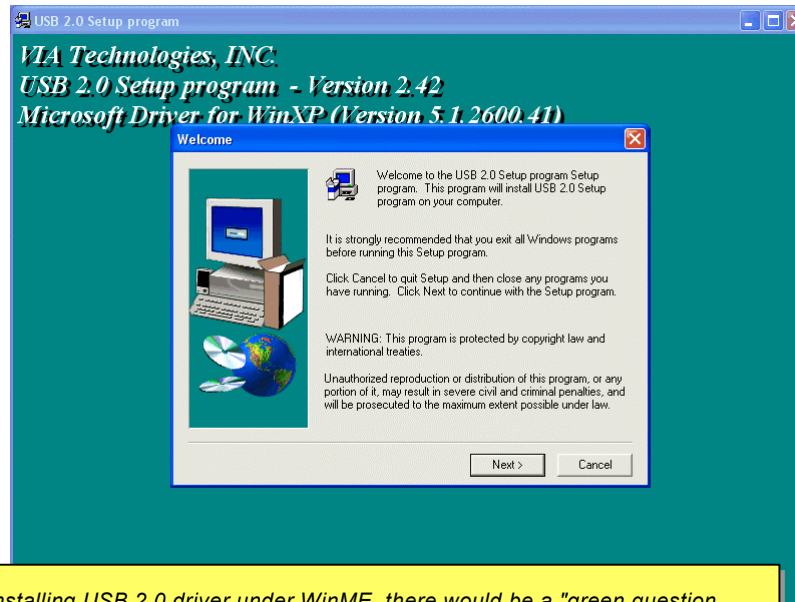 USB 2.0 Setup program
VIA Technologies, INC.
USB 2.0 Setup program - Version 2.42
Microsoft Driver for WinXP (Version 5.1.2600.41)
Welcome
Welcome to the USB 2.0 Setup program Setup
program. This program will install USB 2.0 Setup
program on your computer.
It is strongly recommended that you exit all Windows programs
before running this Setup program.
Click Cancel to quit Setup and then close any programs you
have running. Click Next to continue with the Setup program.
WARNING: This program is protected by copyright law and
international treaties.
Unauthorized reproduction or distribution of this program, or any
portion of it, may result in severe civil and criminal penalties, and
will be prosecuted to the maximum extent possible under law.
Next >
Cancel
nstalling USB 2.0 driver under WinME, there would be a "green question